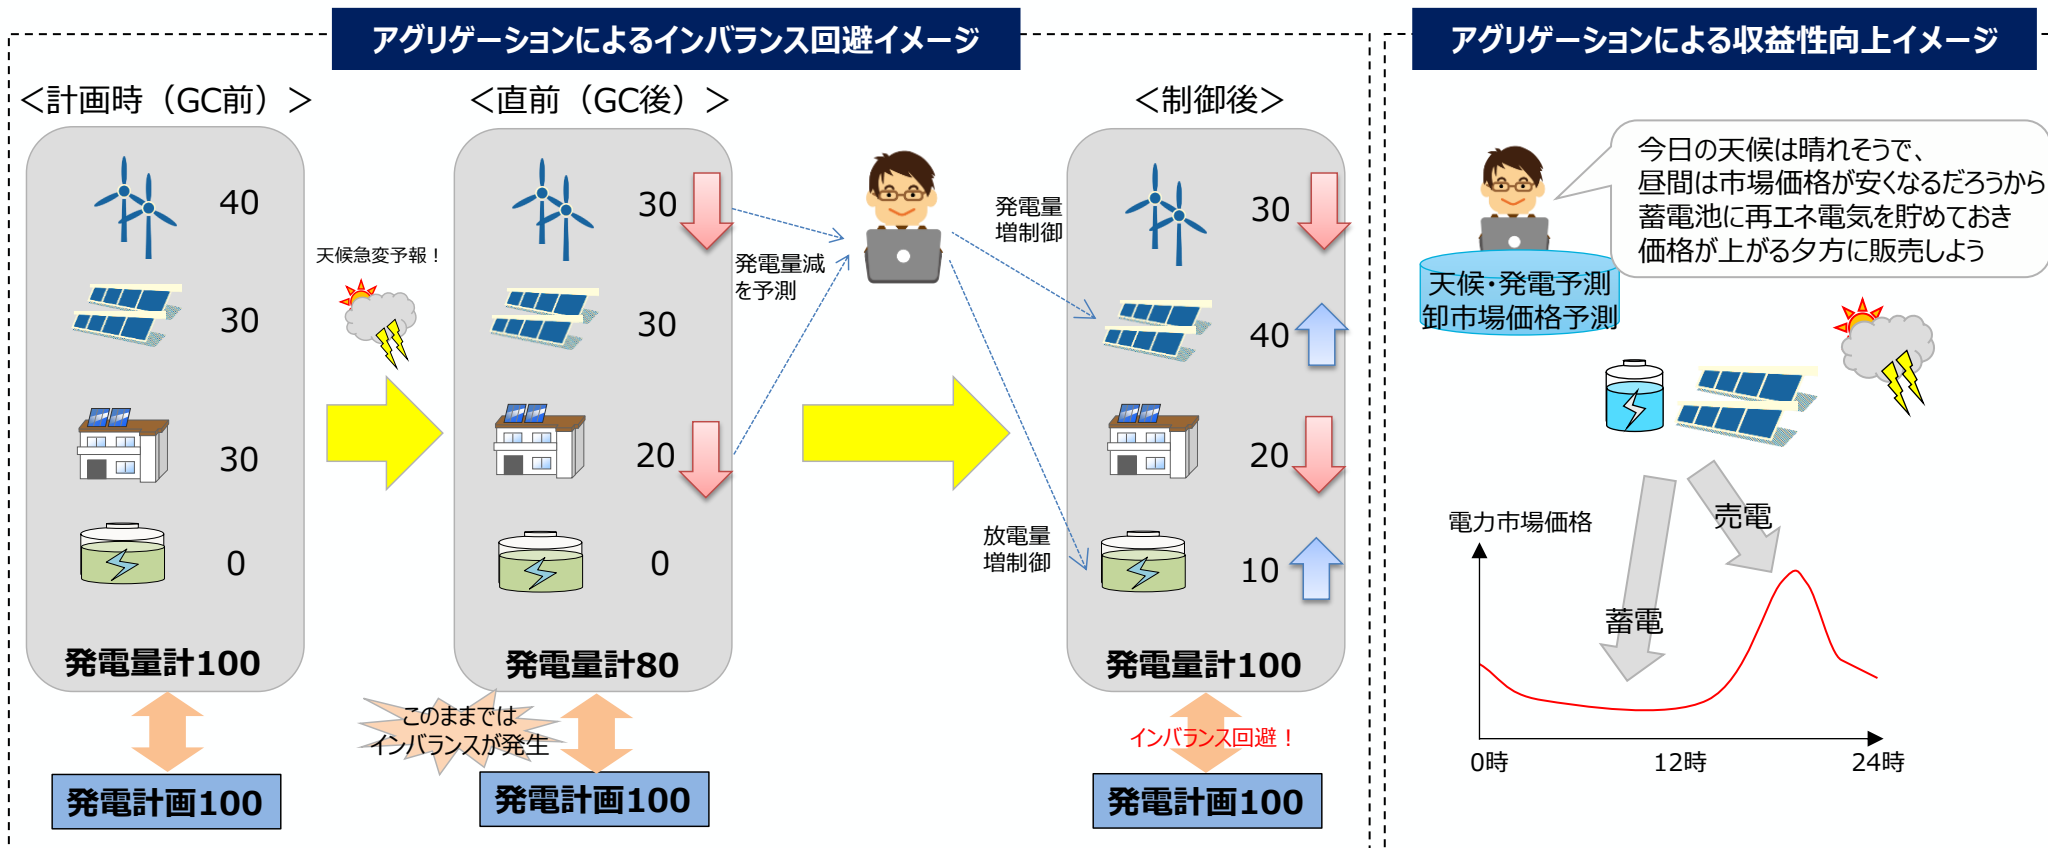 アグリゲーションによるインバランス回避イメージ
＜計画時（GC前）＞
40
30
30
0
発電量計100
発電計画100
天候急変予報！
＜直前（GC後）＞
30
30
20
0
発電量計80
このままでは
インバランスが発生
発電計画100
発電量減
を予測
発電量
増制御
放電量
増制御
＜制御後＞
30
40
20
10
発電量計100
インバランス回避！
発電計画100
アグリゲーションによる収益性向上イメージ
今日の天候は晴れそうで、
昼間は市場価格が安くなるだろうから
蓄電池に再エネ電気を貯めておき
価格が上がる夕方に販売しよう
天候・発電予測
卸市場価格予測
電力市場価格
売電
蓄電
0時
12時
24時